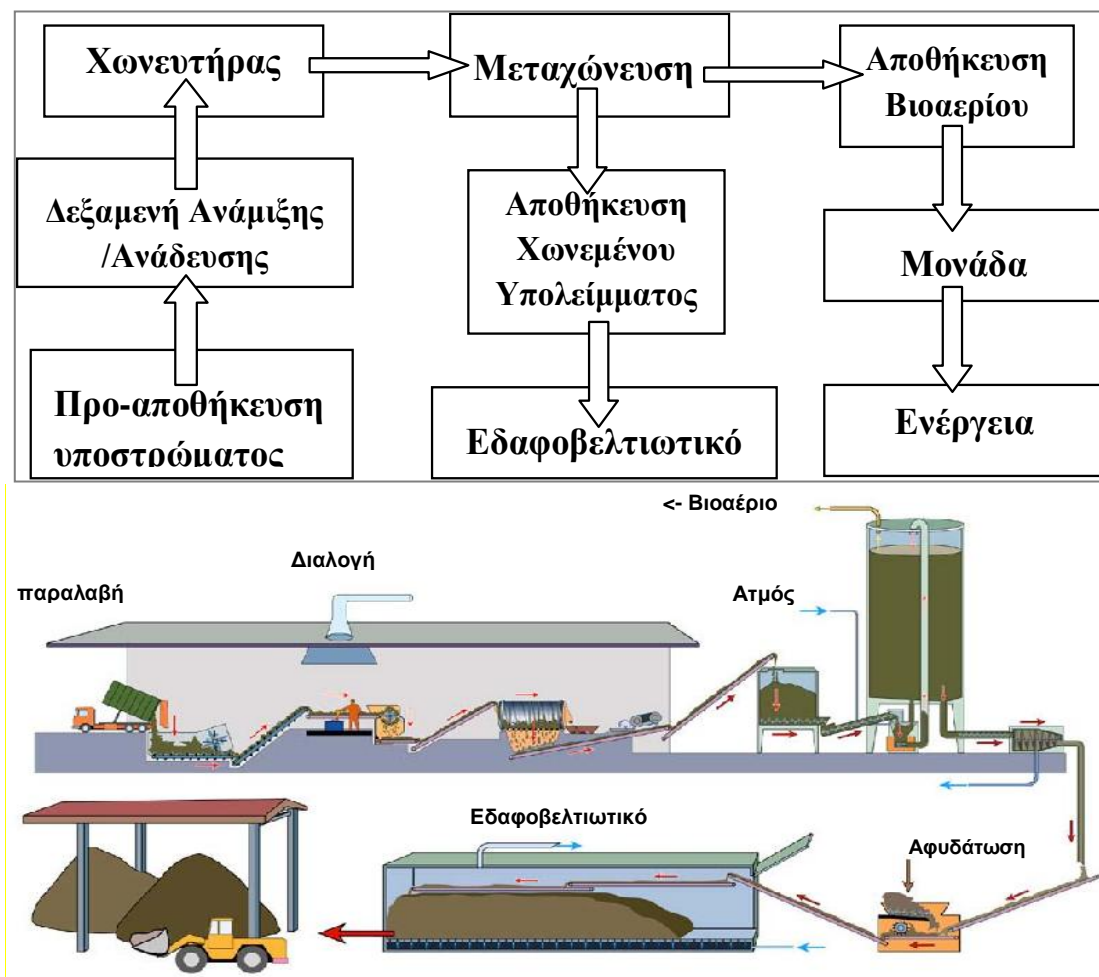 Χωνευτήρας
Μεταχώνευση
Αποθήκευση
Βιοαερίου
Δεξαμενή Ανάμιξης
/Ανάδευσης
Αποθήκευση
Χωνεμένου
Υπολείμματος
Μονάδα
Προ-αποθήκευση
υποστρώματος
Εδαφοβελτιωτικό
Ενέργεια
<- Βιοαέριο
Διαλογή
παραλαβή
Ατμός
Εδαφοβελτιωτικό
Αφυδάτωση